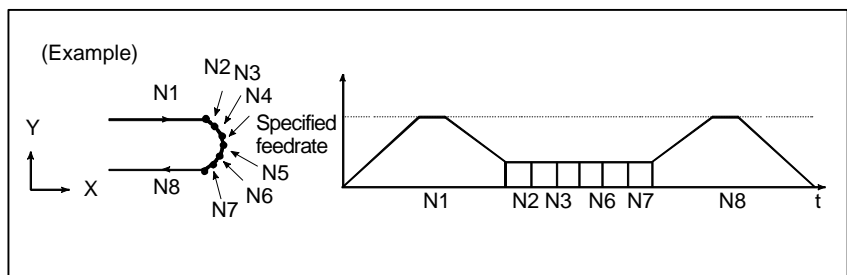 (Example)
N1
N2
N3
N4
Specified
feedrate
N5
N6
N7
N8
Y
X
N1
N2
N3
N6
N7
N8
t